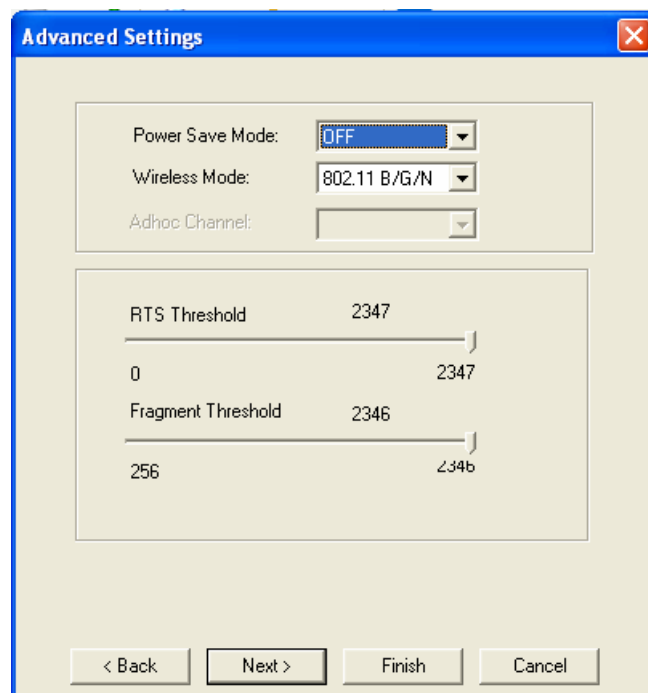 Advanced Settings
Power Save Mode: OFF
Wireless Mode: 802.11 B/G/N
Adhoc Channel:
RTS Threshold 2347
0 2347
Fragment Threshold 2346
256 2346
< Back Next > Finish Cancel